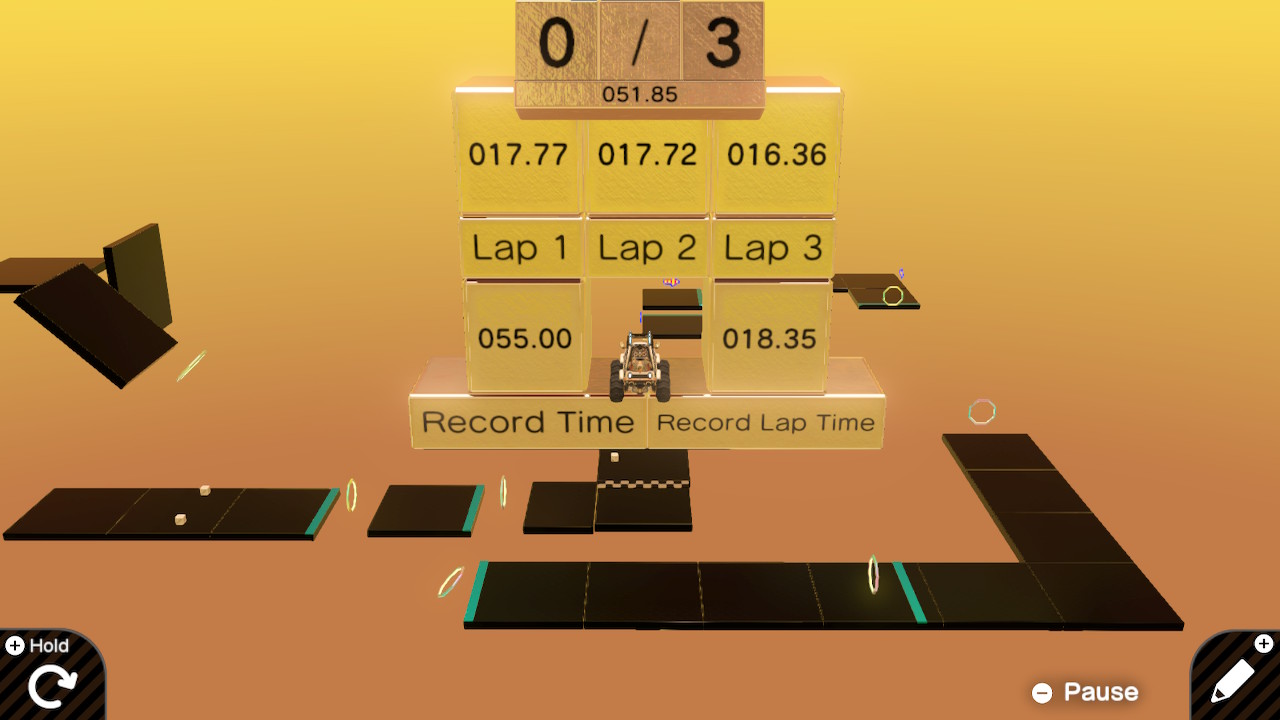 0 / 3
051.85
017.77 017.72 016.36
Lap 1 Lap 2 Lap 3
055.00 018.35
Record Time Record Lap Time
Hold
Pause